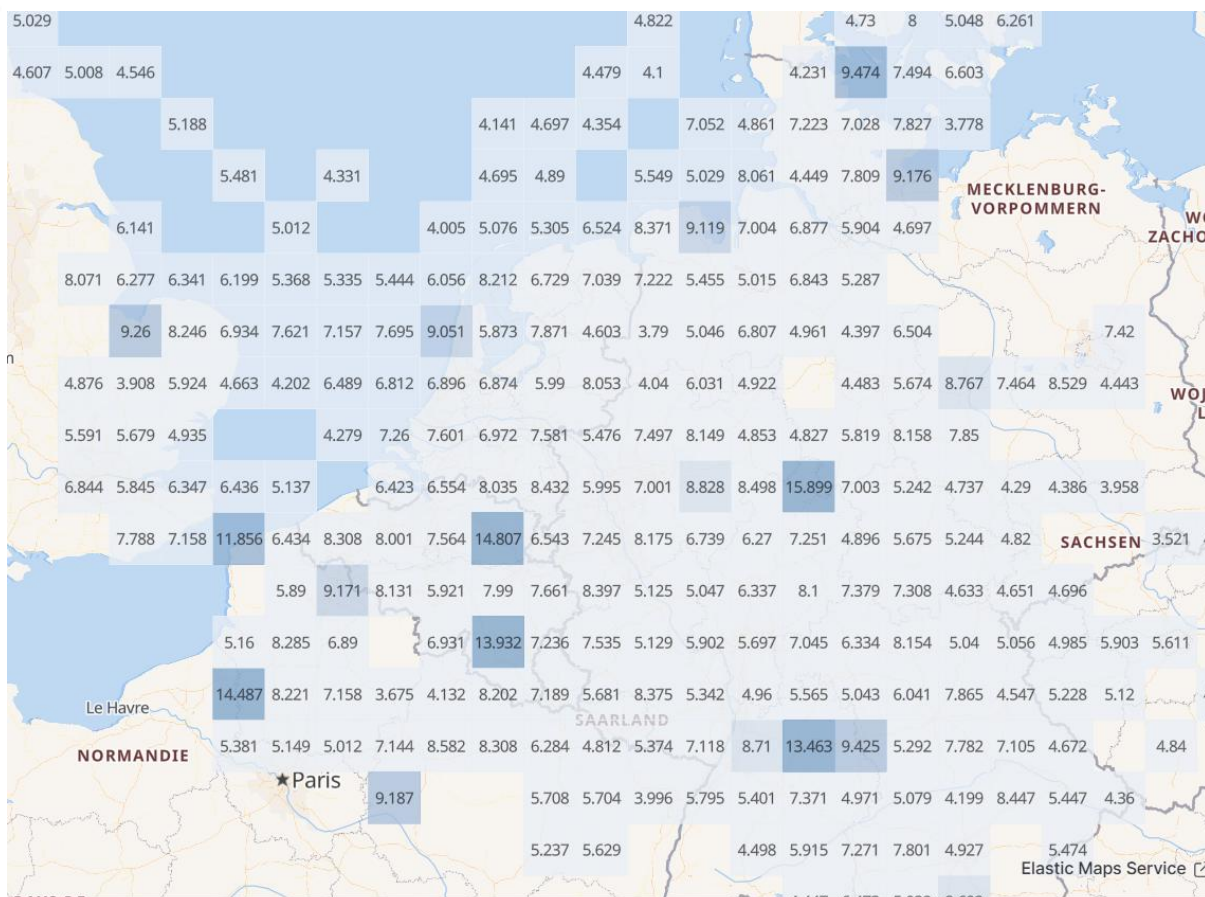 5.029 4.822 4.73 8 5.048 6.261
4.607 5.008 4.546 4.479 4.1 4.231 9.474 7.494 6.603
5.188 4.141 4.697 4.354 7.052 4.861 7.223 7.028 7.827 3.778
5.481 4.331 4.695 4.89 5.549 5.029 8.061 4.449 7.809 9.176
MECKLENBURG-
VORPOMMERN
6.141 5.012 4.005 5.076 5.305 6.524 8.371 9.119 7.004 6.877 5.904 4.697
ZACHO
8.071 6.277 6.341 6.199 5.368 5.335 5.444 6.056 8.212 6.729 7.039 7.222 5.455 5.015 6.843 5.287
9.26 8.246 6.934 7.621 7.157 7.695 9.051 5.873 7.871 4.603 3.79 5.046 6.807 4.961 4.397 6.504 7.42
4.876 3.908 5.924 4.663 4.202 6.489 6.812 6.896 6.874 5.99 8.053 4.04 6.031 4.922 4.483 5.674 8.767 7.464 8.529 4.443
WOJ
5.591 5.679 4.935 4.279 7.26 7.601 6.972 7.581 5.476 7.497 8.149 4.853 4.827 5.819 8.158 7.85
6.844 5.845 6.347 6.436 5.137 6.423 6.554 8.035 8.432 5.995 7.001 8.828 8.498 15.899 7.003 5.242 4.737 4.29 4.386 3.958
7.788 7.158 11.856 6.434 8.308 8.001 7.564 14.807 6.543 7.245 8.175 6.739 6.27 7.251 4.896 5.675 5.244 4.82 SACHSEN 3.521
5.89 9.171 8.131 5.921 7.99 7.661 8.397 5.125 5.047 6.337 8.1 7.379 7.308 4.633 4.651 4.696
5.16 8.285 6.89 6.931 13.932 7.236 7.535 5.129 5.902 5.697 7.045 6.334 8.154 5.04 5.056 4.985 5.903 5.611
14.487 8.221 7.158 3.675 4.132 8.202 7.189 5.681 8.375 5.342 4.96 5.565 5.043 6.041 7.865 4.547 5.228 5.12
Le Havre
SAARLAND
5.381 5.149 5.012 7.144 8.582 8.308 6.284 4.812 5.374 7.118 8.71 13.463 9.425 5.292 7.782 7.105 4.672 4.84
NORMANDIE
Paris
9.187 5.708 5.704 3.996 5.795 5.401 7.371 4.971 5.079 4.199 8.447 5.447 4.36
5.237 5.629 4.498 5.915 7.271 7.801 4.927 5.474
Elastic Maps Service